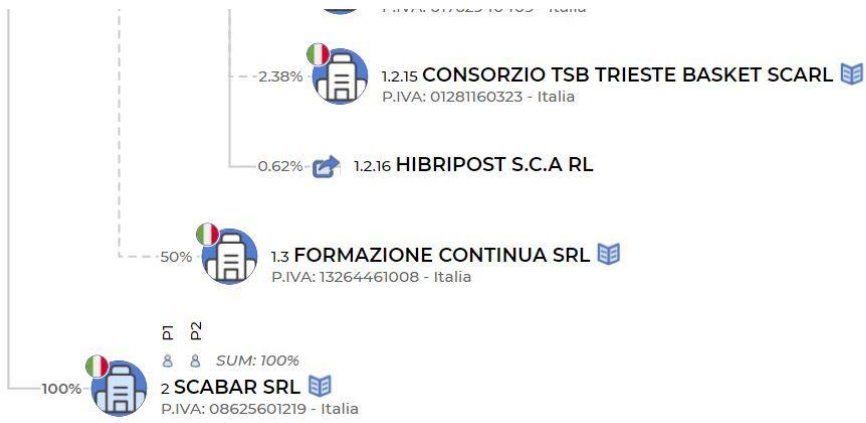 2.38%
1.2.15 CONSORZIO TSB TRIESTE BASKET SCARL
P.IVA: 01281160323 - Italia
0.62%
1.2.16 HIBRIPOST S.C.A RL
50%
1.3 FORMAZIONE CONTINUA SRL
P.IVA: 13264461008 - Italia
P1 P2
SUM: 100%
100%
2 SCABAR SRL
P.IVA: 08625601219 - Italia